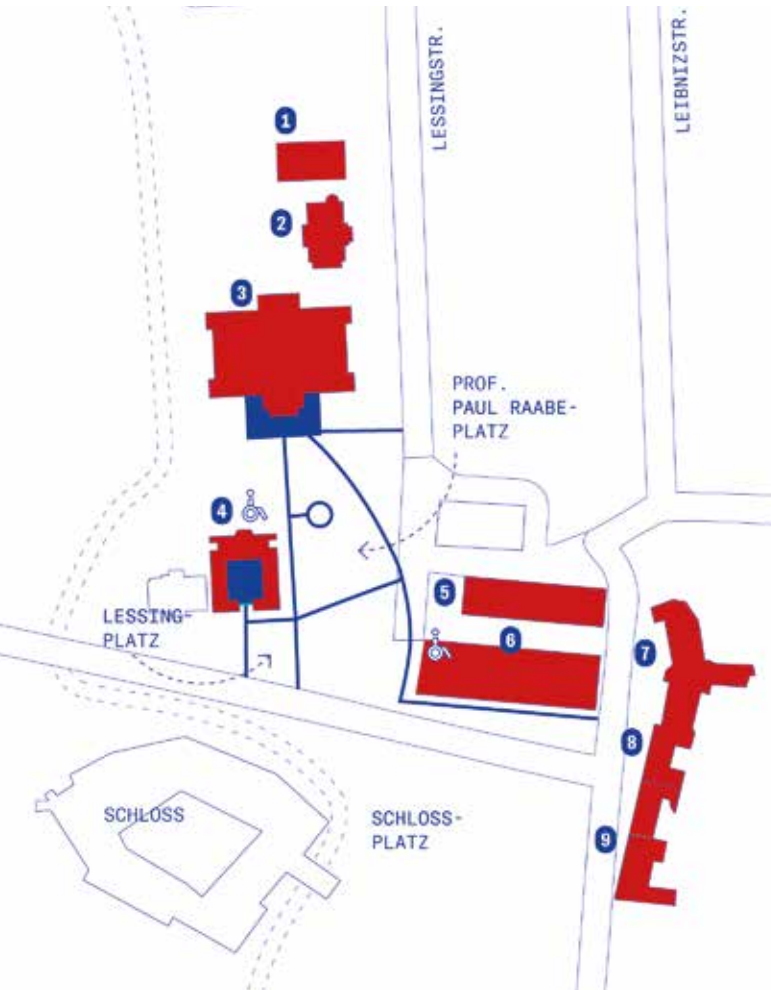 LESSINGSTR.
LEIBNIZSTR.
1
2
3
PROF.
PAUL RAABE-
PLATZ
4
5
LESSING-
PLATZ
6
7
8
SCHLOSS
SCHLOSS-
PLATZ
9